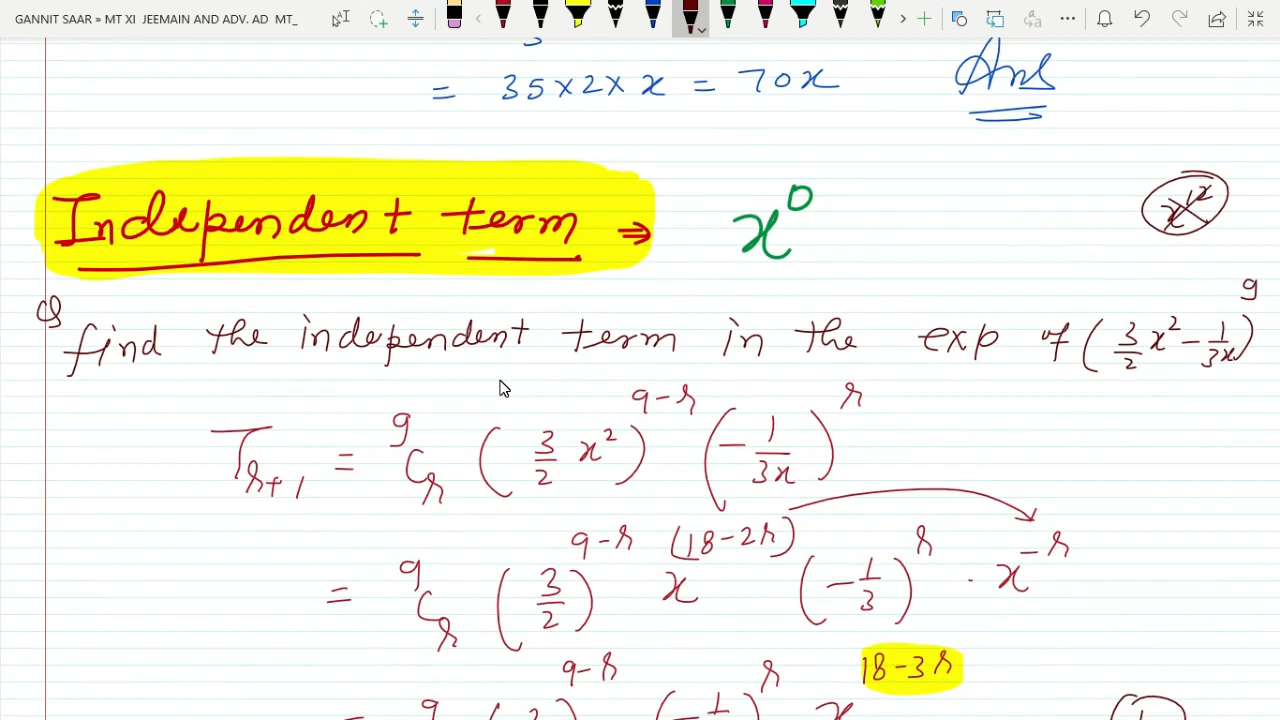 GANNIT SAAR » MT XI JEEMAIN AND ADV. AD MT_
= 35×2×x = 70x Ans
Independent term ⇒ x⁰
Q find the independent term in the exp of (3/2 x² - 1/3x)⁹
T_{r+1} = ⁹C_r (3/2 x²)^{9-r} (-1/3x)^r
= ⁹C_r (3/2)^{9-r} x^{(18-2r)} (-1/3)^r · x^{-r}
18-3r